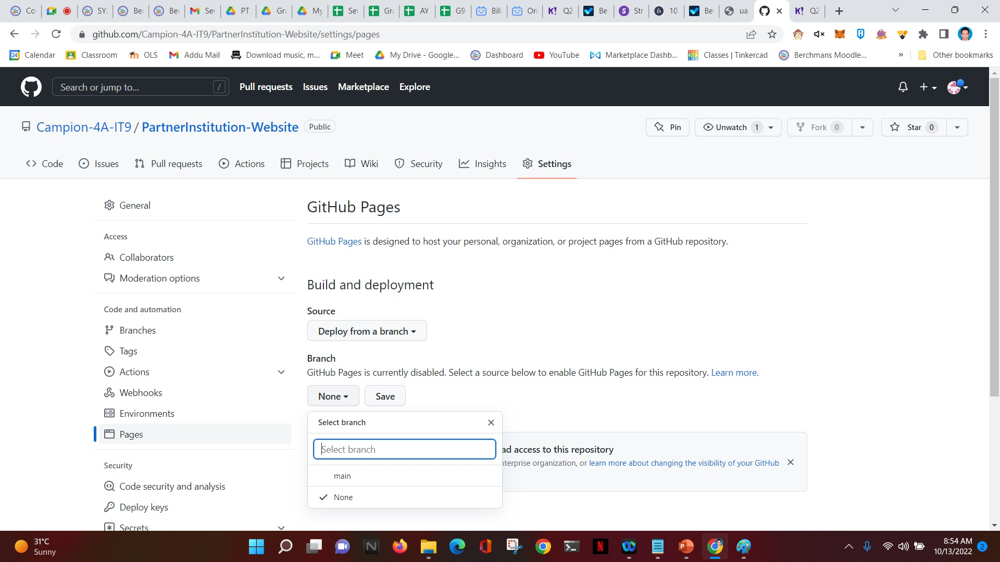 Co
SY
Be
Be
Se
PT
Gr
My
Se
Gr
AY
G9
Bili
On
K! Q2
Be
Str
10
Be
ua
K! Q2
github.com/Campion-4A-IT9/PartnerInstitution-Website/settings/pages
24 Calendar Classroom OLS Addu Mail Download music, m... Meet My Drive - Google... Dashboard YouTube Marketplace Dashb... Classes | Tinkercad Berchmans Moodle... » Other bookmarks
Search or jump to... / Pull requests Issues Marketplace Explore
Campion-4A-IT9 / PartnerInstitution-Website Public Pin Unwatch 1 Fork 0 Star 0
Code Issues Pull requests Actions Projects Wiki Security Insights Settings
General
Access
Collaborators
Moderation options
Code and automation
Branches
Tags
Actions
Webhooks
Environments
Pages
Security
Code security and analysis
Deploy keys
Secrets
GitHub Pages
GitHub Pages is designed to host your personal, organization, or project pages from a GitHub repository.
Build and deployment
Source
Deploy from a branch
Branch
GitHub Pages is currently disabled. Select a source below to enable GitHub Pages for this repository. Learn more.
None Save
Select branch
Select branch
main
None
ad access to this repository
nterprise organization, or learn more about changing the visibility of your GitHub
31°C
Sunny
8:54 AM
10/13/2022
2